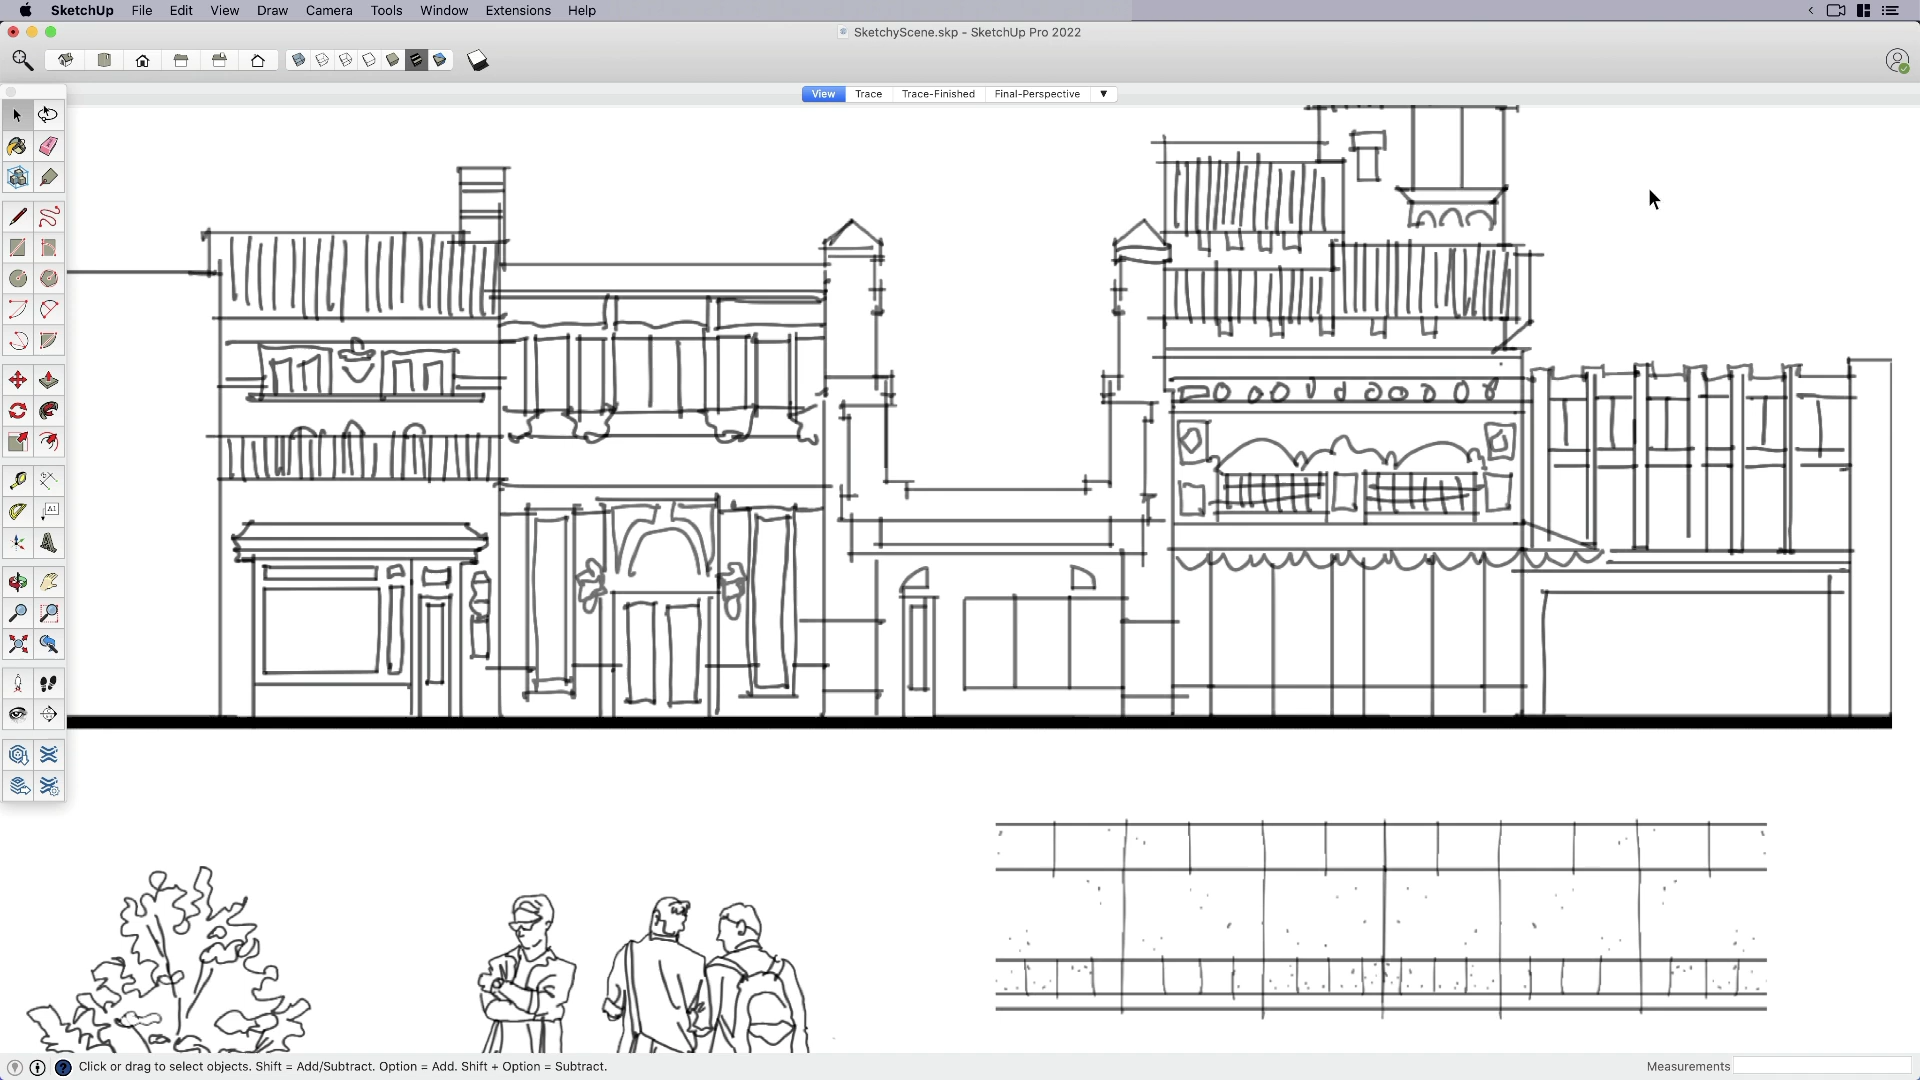 SketchUp File Edit View Draw Camera Tools Window Extensions Help
SketchyScene.skp - SketchUp Pro 2022
View Trace Trace-Finished Final-Perspective
A1
Click or drag to select objects. Shift = Add/Subtract. Option = Add. Shift + Option = Subtract.
Measurements